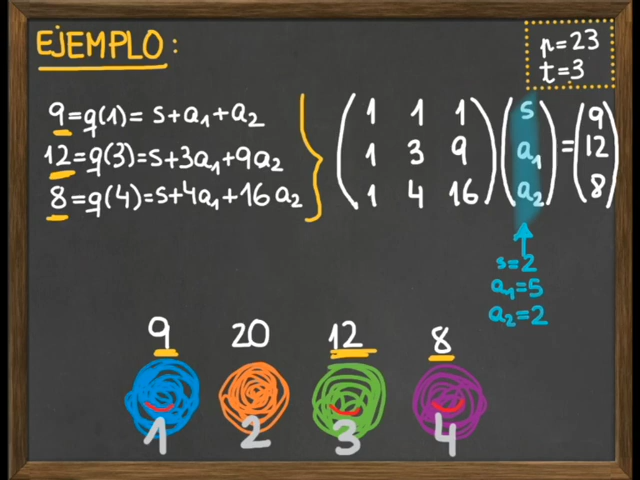 EJEMPLO:
p=23
t=3
9=q(1)= s+a₁+a₂
12=q(3)=s+3a₁+9a₂
8=q(4)=s+4a₁+16a₂
1 1 1
1 3 9
1 4 16
s
a₁
a₂
=
9
12
8
s=2
a₁=5
a₂=2
9 20 12 8
1 2 3 4